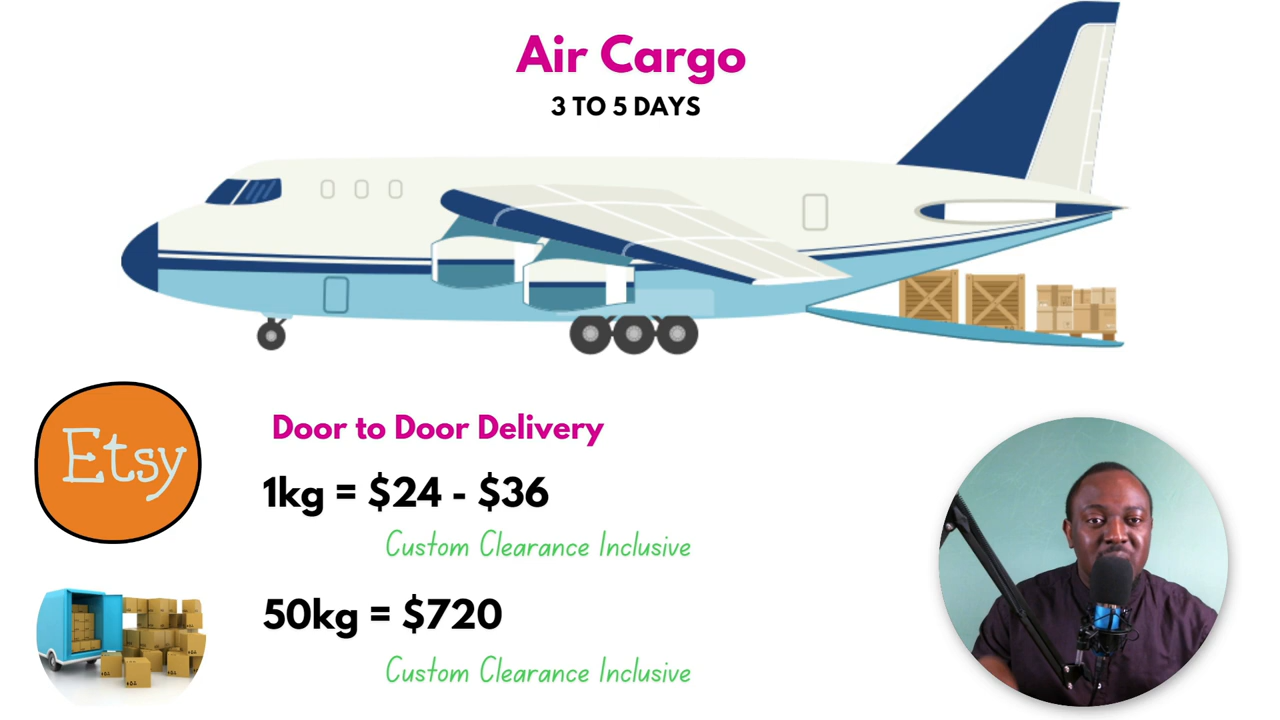 Air Cargo
3 TO 5 DAYS
Etsy
Door to Door Delivery
1kg = $24 - $36
Custom Clearance Inclusive
50kg = $720
Custom Clearance Inclusive